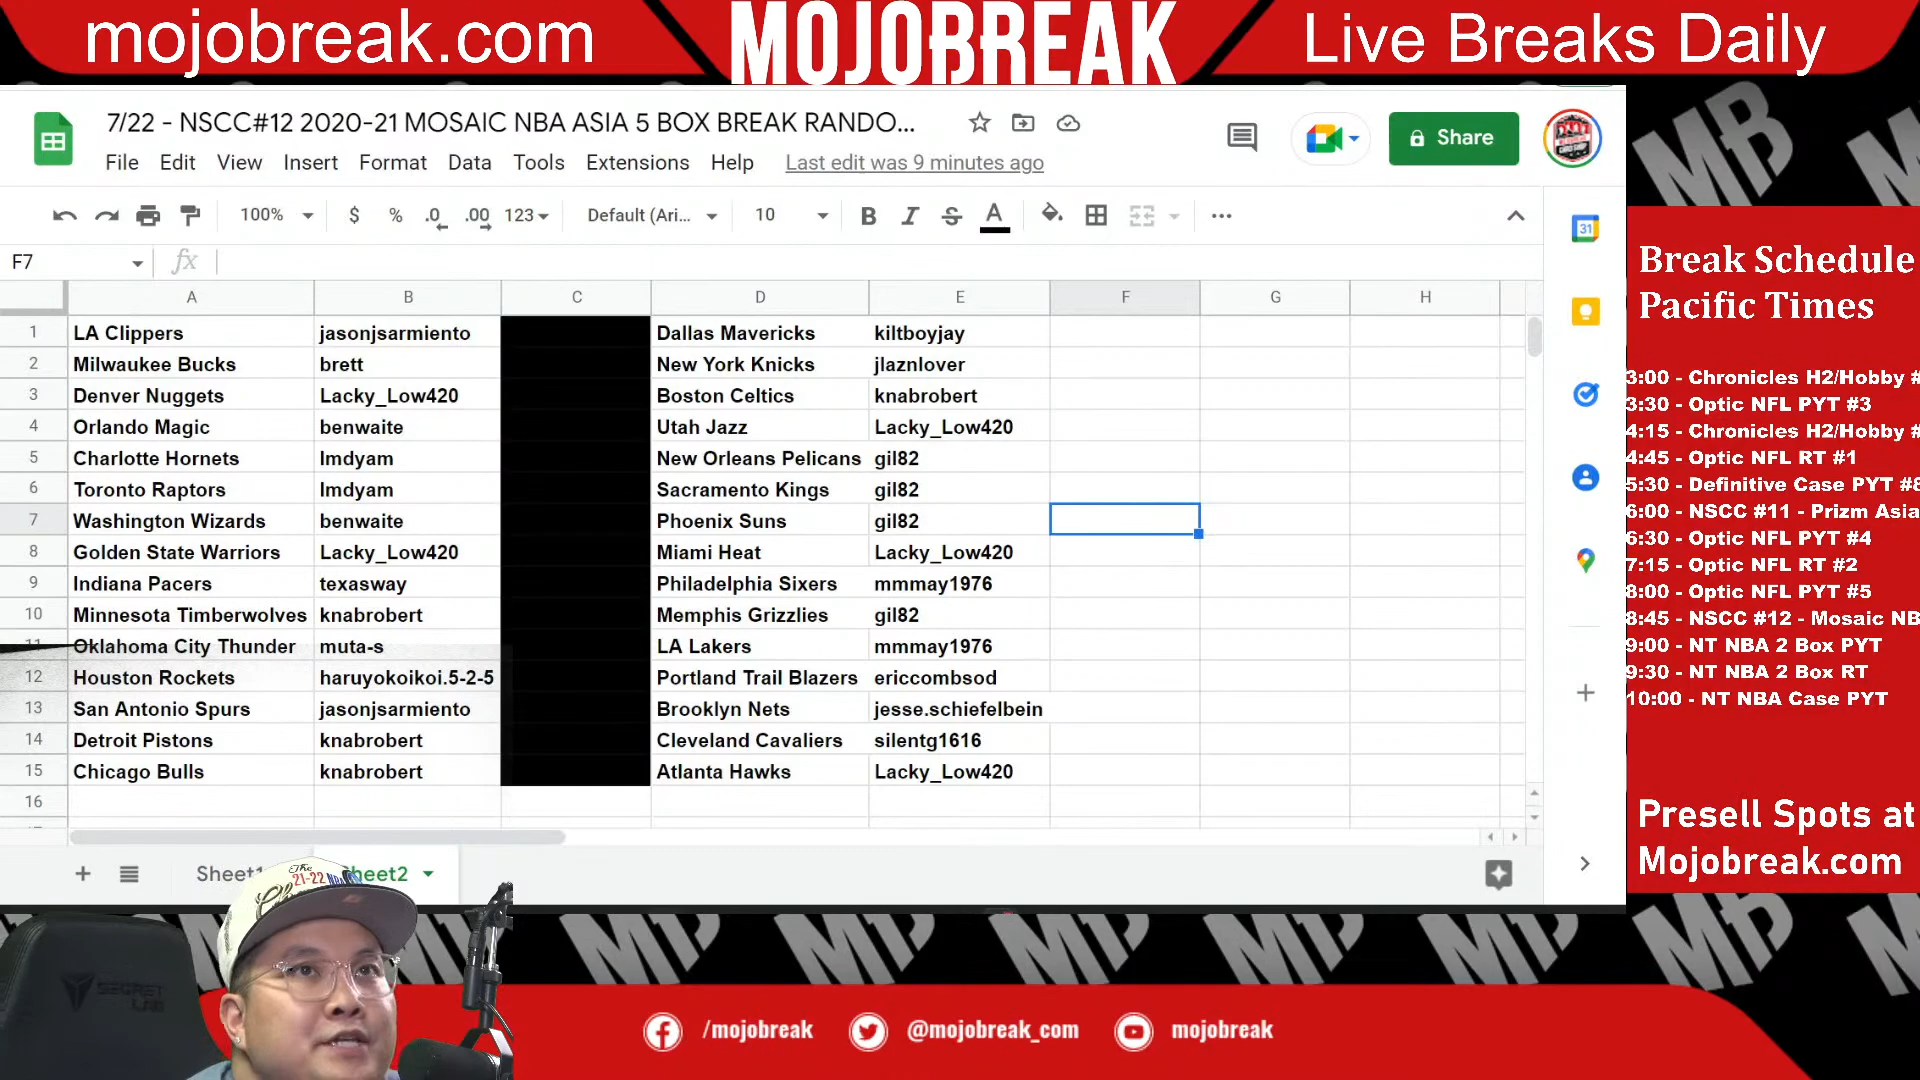 mojobreak.com
MOJOBREAK
Live Breaks Daily
7/22 - NSCC#12 2020-21 MOSAIC NBA ASIA 5 BOX BREAK RANDO...
Share
File Edit View Insert Format Data Tools Extensions Help Last edit was 9 minutes ago
100% $ % .0 .00 123 Default (Ari... 10 B I S A ...
31
F7 fx
A B C D E F G H
1 LA Clippers jasonjsarmiento Dallas Mavericks kiltboyjay
2 Milwaukee Bucks brett New York Knicks jlaznlover
3 Denver Nuggets Lacky_Low420 Boston Celtics knabrobert
4 Orlando Magic benwaite Utah Jazz Lacky_Low420
5 Charlotte Hornets lmdyam New Orleans Pelicans gil82
6 Toronto Raptors lmdyam Sacramento Kings gil82
7 Washington Wizards benwaite Phoenix Suns gil82
8 Golden State Warriors Lacky_Low420 Miami Heat Lacky_Low420
9 Indiana Pacers texasway Philadelphia Sixers mmmay1976
10 Minnesota Timberwolves knabrobert Memphis Grizzlies gil82
11 Oklahoma City Thunder muta-s LA Lakers mmmay1976
12 Houston Rockets haruyokoikoi.5-2-5 Portland Trail Blazers ericcombsod
13 San Antonio Spurs jasonjsarmiento Brooklyn Nets jesse.schiefelbein
14 Detroit Pistons knabrobert Cleveland Cavaliers silentg1616
15 Chicago Bulls knabrobert Atlanta Hawks Lacky_Low420
16
Sheet1 Sheet2
Break Schedule
Pacific Times
3:00 - Chronicles H2/Hobby #
3:30 - Optic NFL PYT #3
4:15 - Chronicles H2/Hobby #
4:45 - Optic NFL RT #1
5:30 - Definitive Case PYT #8
6:00 - NSCC #11 - Prizm Asia
6:30 - Optic NFL PYT #4
7:15 - Optic NFL RT #2
8:00 - Optic NFL PYT #5
8:45 - NSCC #12 - Mosaic NB
9:00 - NT NBA 2 Box PYT
9:30 - NT NBA 2 Box RT
10:00 - NT NBA Case PYT
Presell Spots at
Mojobreak.com
The
21-22 NBA
SECRET
LAB
/mojobreak @mojobreak_com mojobreak